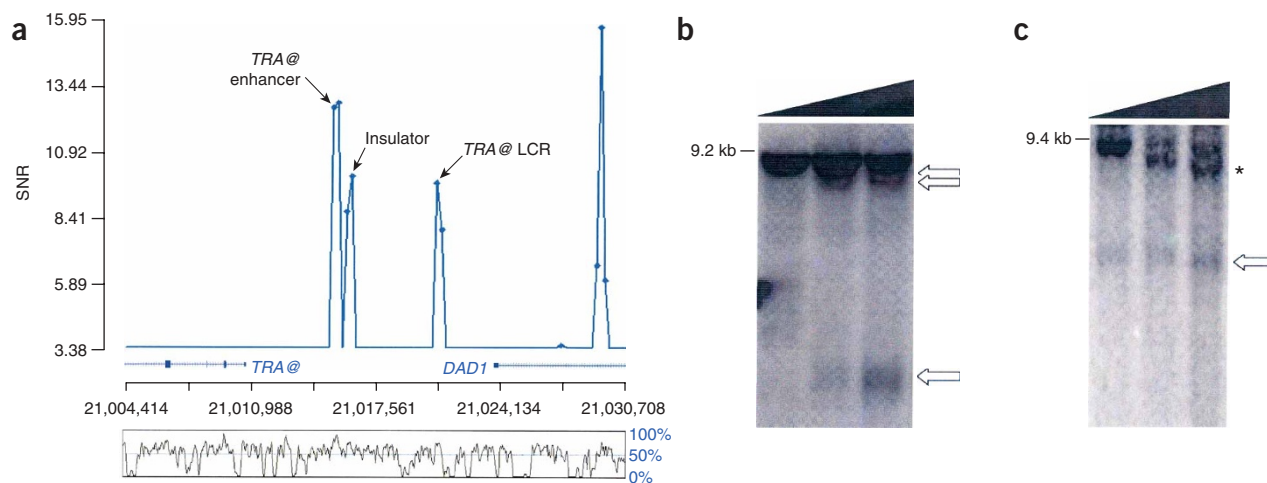 a
15.95
13.44
10.92
8.41
5.89
3.38
SNR
TRA@
enhancer
Insulator
TRA@ LCR
TRA@
DAD1
21,004,414
21,010,988
21,017,561
21,024,134
21,030,708
100%
50%
0%
b
9.2 kb
c
9.4 kb
*